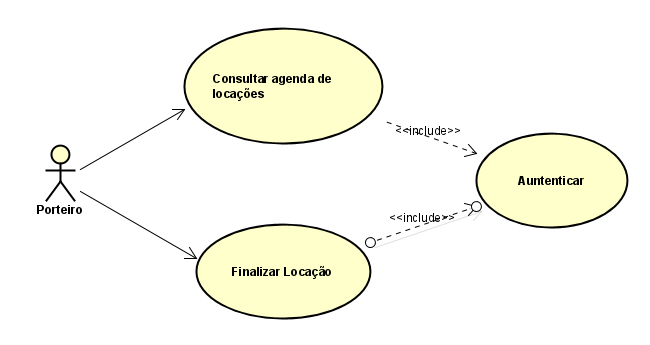 Consultar agenda de
locações
<<include>>
Auntenticar
Porteiro
<<include>>
Finalizar Locação